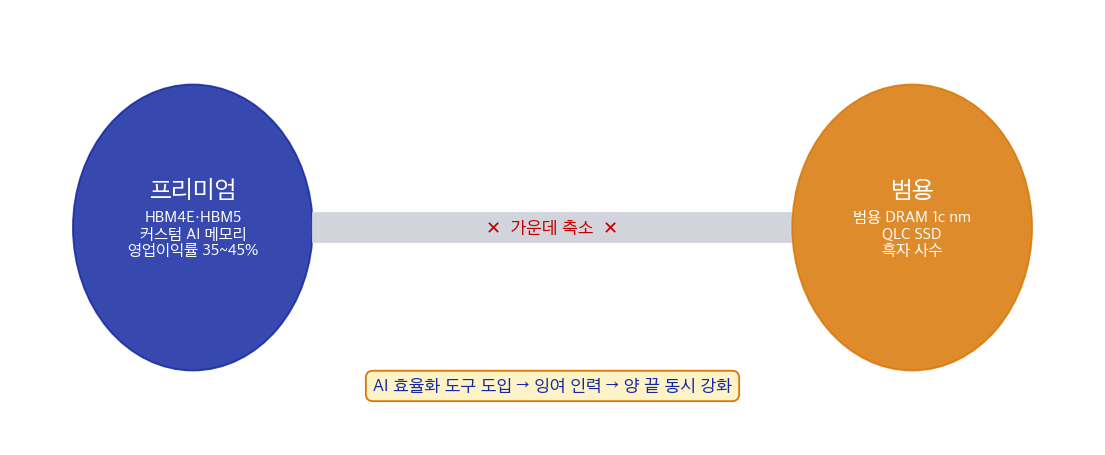 프리미엄
HBM4E·HBM5
커스텀 AI 메모리
영업이익률 35~45%
✕ 가운데 축소 ✕
범용
범용 DRAM 1c nm
QLC SSD
흑자 사수
AI 효율화 도구 도입 → 잉여 인력 → 양 끝 동시 강화